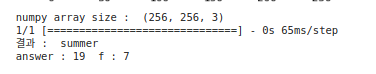 numpy array size :  (256, 256, 3)
1/1 [==============================] - 0s 65ms/step
결과 :  summer
answer : 19  f : 7